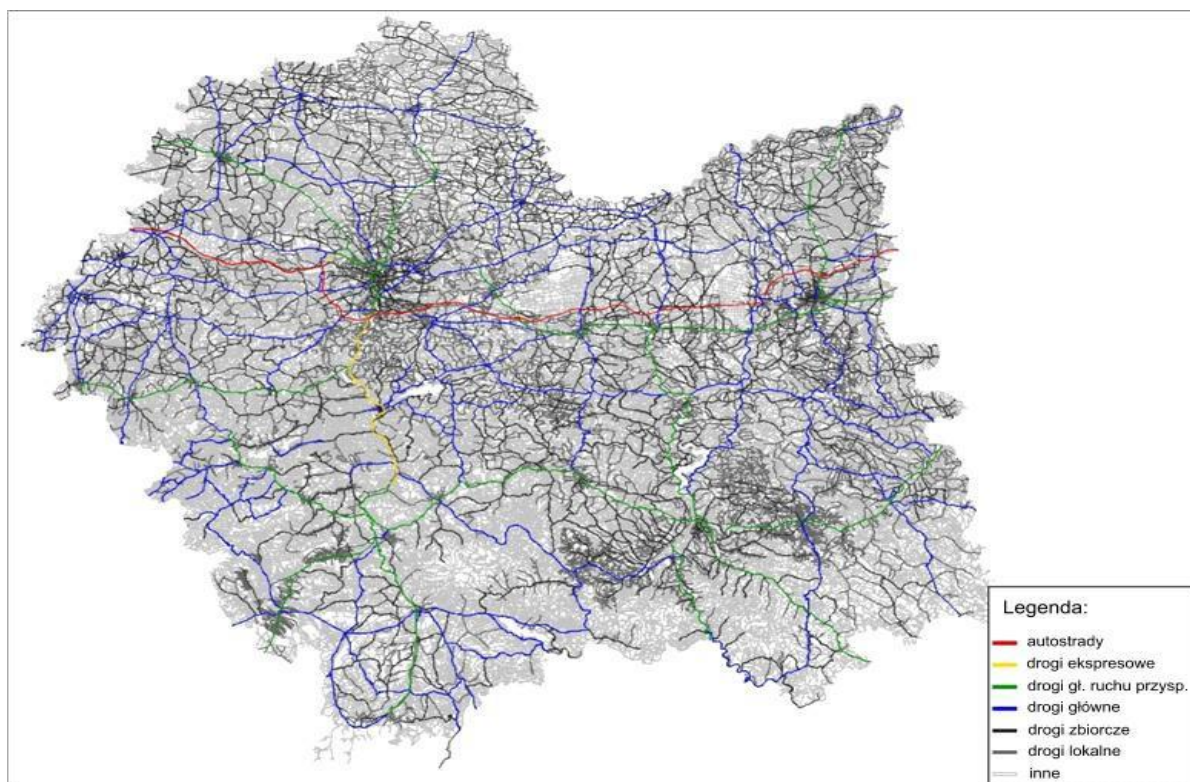 Legenda:
autostrady
drogi ekspresowe
drogi gł. ruchu przysp.
drogi główne
drogi zbiorcze
drogi lokalne
inne